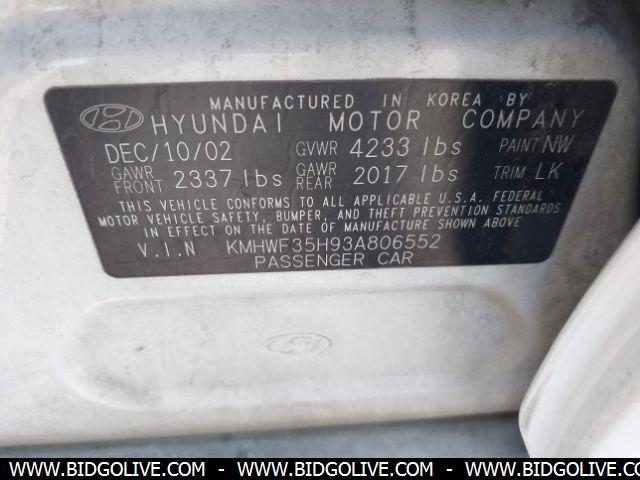 MANUFACTURED IN KOREA BY
HYUNDAI MOTOR COMPANY
DEC/10/02 GVWR 4233 lbs PAINT NW
GAWR FRONT 2337 lbs GAWR REAR 2017 lbs TRIM LK
THIS VEHICLE CONFORMS TO ALL APPLICABLE U.S.A. FEDERAL
MOTOR VEHICLE SAFETY, BUMPER, AND THEFT PREVENTION STANDARDS
IN EFFECT ON THE DATE OF MANUFACTURE SHOWN ABOVE
V.I.N KMHWF35H93A806552
PASSENGER CAR
WWW.BIDGOLIVE.COM - WWW.BIDGOLIVE.COM - WWW.BIDGOLIVE.COM